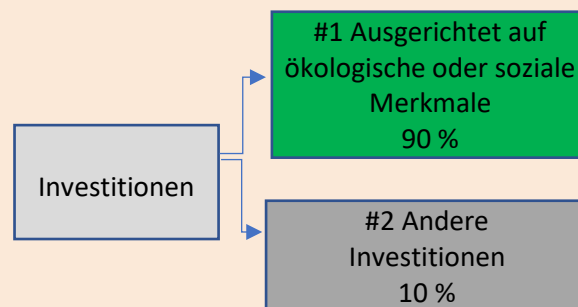 #1 Ausgerichtet auf
ökologische oder soziale
Merkmale
90 %
Investitionen
#2 Andere
Investitionen
10 %